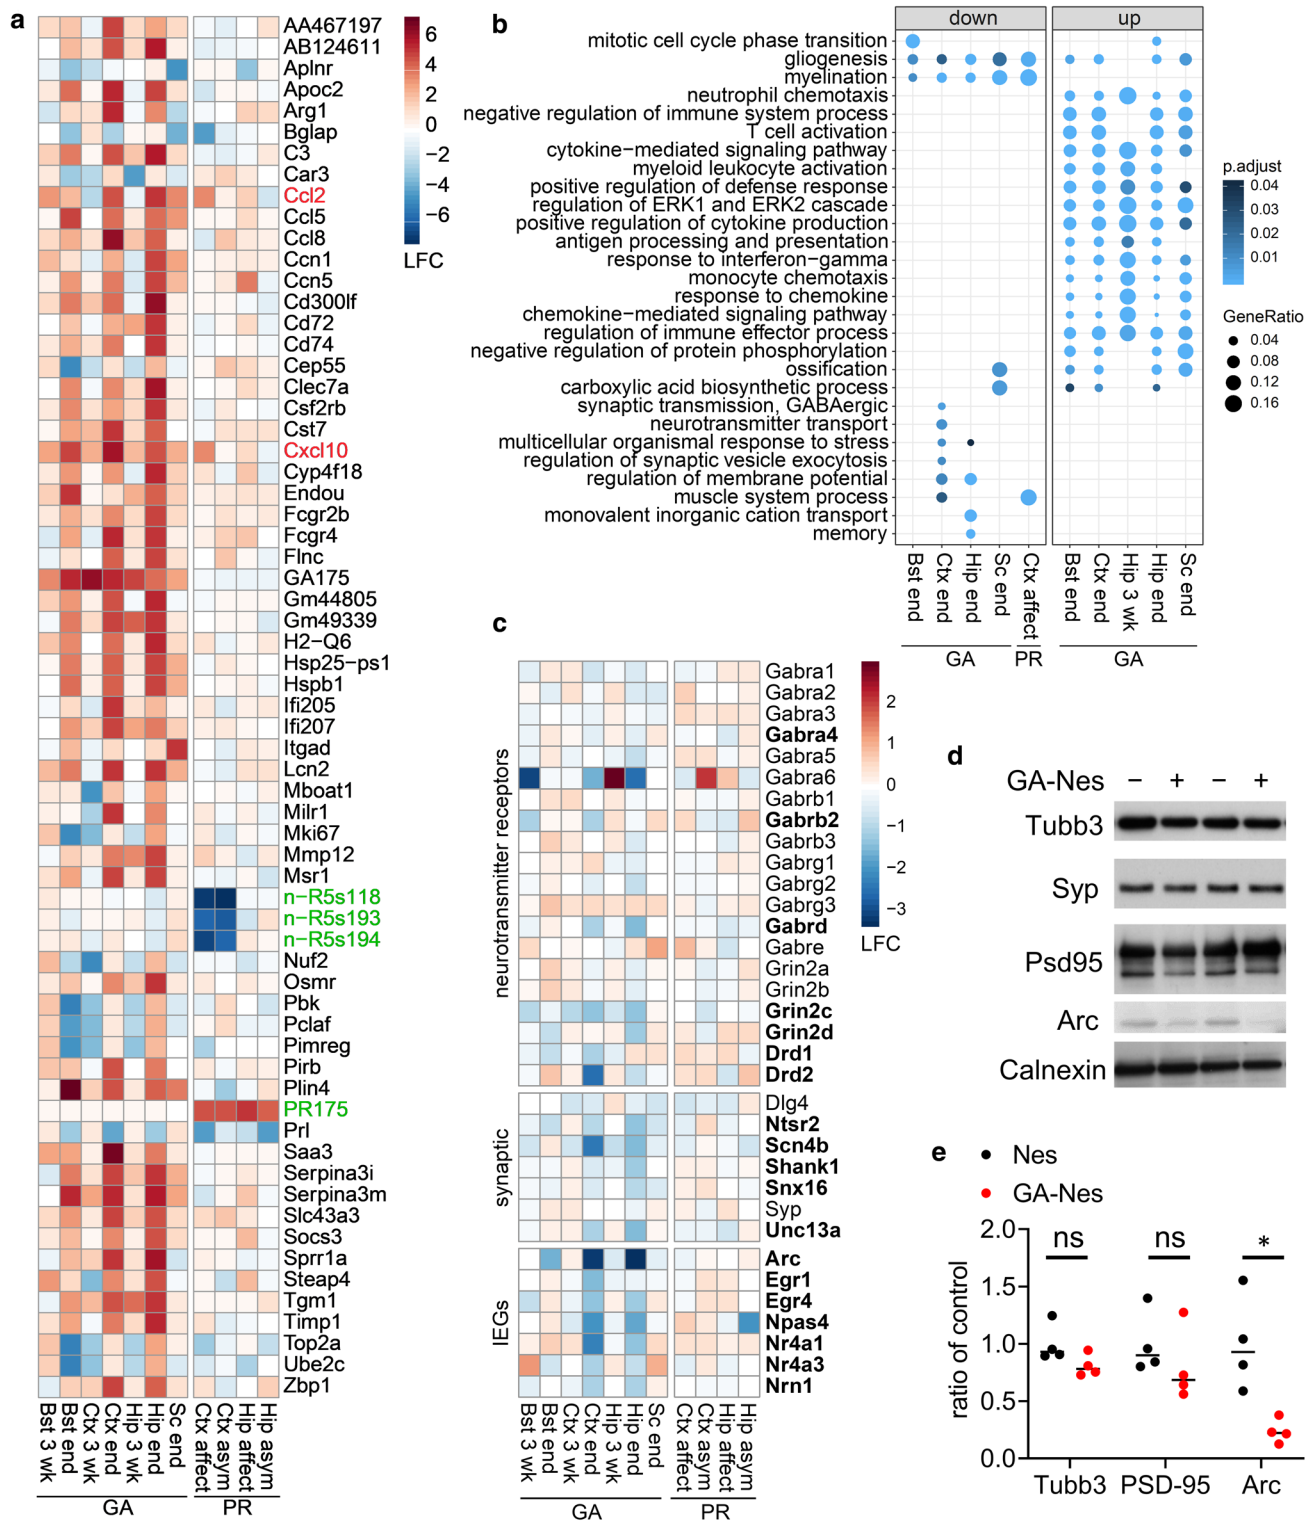 a
AA467197
AB124611
Aplnr
Apoc2
Arg1
Bglap
C3
Car3
Ccl2
Ccl5
Ccl8
Ccn1
Ccn5
Cd300lf
Cd72
Cd74
Cep55
Clec7a
Csf2rb
Cst7
Cxcl10
Cyp4f18
Endou
Fcgr2b
Fcgr4
Flnc
GA175
Gm44805
Gm49339
H2−Q6
Hsp25−ps1
Hspb1
Ifi205
Ifi207
Itgad
Lcn2
Mboat1
Milr1
Mki67
Mmp12
Msr1
n−R5s118
n−R5s193
n−R5s194
Nuf2
Osmr
Pbk
Pclaf
Pimreg
Pirb
Plin4
PR175
Prl
Saa3
Serpina3i
Serpina3m
Slc43a3
Socs3
Sprr1a
Steap4
Tgm1
Timp1
Top2a
Ube2c
Zbp1
6
4
2
0
−2
−4
−6
LFC
Bst 3 wk
Bst end
Ctx 3 wk
Ctx end
Hip 3 wk
Hip end
Sc end
Ctx affect
Ctx asym
Hip affect
Hip asym
GA
PR
b
down
up
mitotic cell cycle phase transition
gliogenesis
myelination
neutrophil chemotaxis
negative regulation of immune system process
T cell activation
cytokine−mediated signaling pathway
myeloid leukocyte activation
positive regulation of defense response
regulation of ERK1 and ERK2 cascade
positive regulation of cytokine production
antigen processing and presentation
response to interferon−gamma
monocyte chemotaxis
response to chemokine
chemokine−mediated signaling pathway
regulation of immune effector process
negative regulation of protein phosphorylation
ossification
carboxylic acid biosynthetic process
synaptic transmission, GABAergic
neurotransmitter transport
multicellular organismal response to stress
regulation of synaptic vesicle exocytosis
regulation of membrane potential
muscle system process
monovalent inorganic cation transport
memory
Bst end
Ctx end
Hip end
Sc end
Ctx affect
Bst end
Ctx end
Hip 3 wk
Hip end
Sc end
GA
PR
GA
p.adjust
0.04
0.03
0.02
0.01
GeneRatio
0.04
0.08
0.12
0.16
c
neurotransmitter receptors
Gabra1
Gabra2
Gabra3
Gabra4
Gabra5
Gabra6
Gabrb1
Gabrb2
Gabrb3
Gabrg1
Gabrg2
Gabrg3
Gabrd
Gabre
Grin2a
Grin2b
Grin2c
Grin2d
Drd1
Drd2
synaptic
Dlg4
Ntsr2
Scn4b
Shank1
Snx16
Syp
Unc13a
IEGs
Arc
Egr1
Egr4
Npas4
Nr4a1
Nr4a3
Nrn1
2
1
0
−1
−2
−3
LFC
Bst 3 wk
Bst end
Ctx 3 wk
Ctx end
Hip 3 wk
Hip end
Sc end
Ctx affect
Ctx asym
Hip affect
Hip asym
GA
PR
d
GA-Nes − + − +
Tubb3
Syp
Psd95
Arc
Calnexin
e
Nes
GA-Nes
ratio of control
2.0
1.5
1.0
0.5
0.0
ns
ns
*
Tubb3
PSD-95
Arc